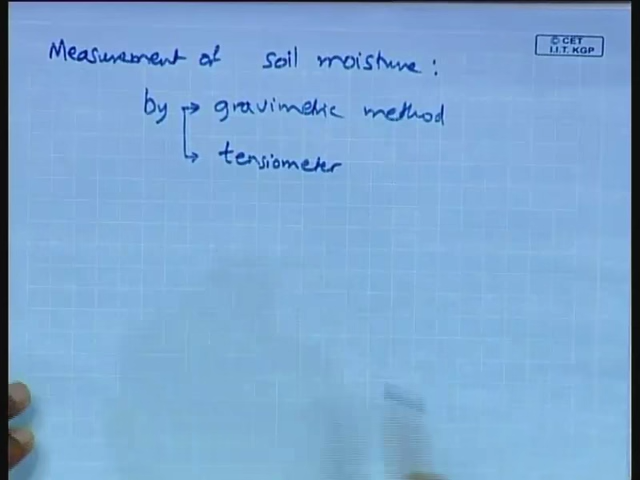 Measurement of soil moisture :
© CET
I.I.T. KGP
by → gravimetric method
→ tensiometer